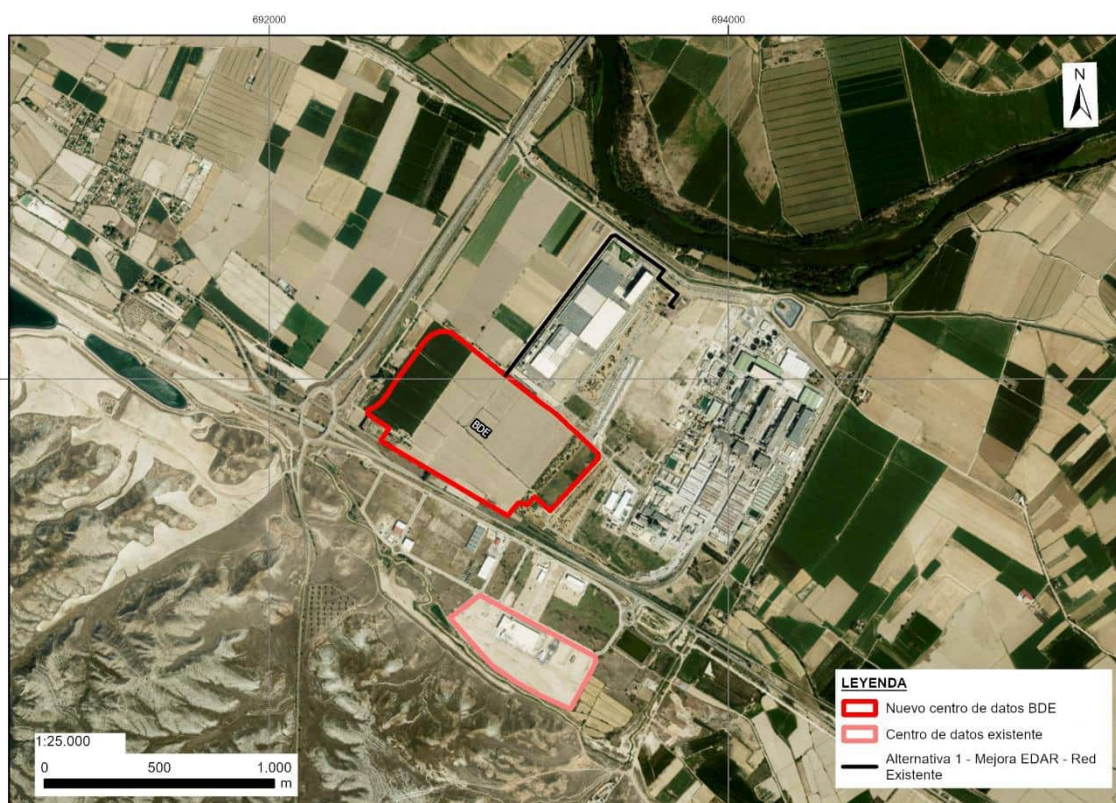 692000
694000
N
BDE
LEYENDA
Nuevo centro de datos BDE
Centro de datos existente
Alternativa 1 - Mejora EDAR - Red
Existente
1:25.000
0 500 1.000
m